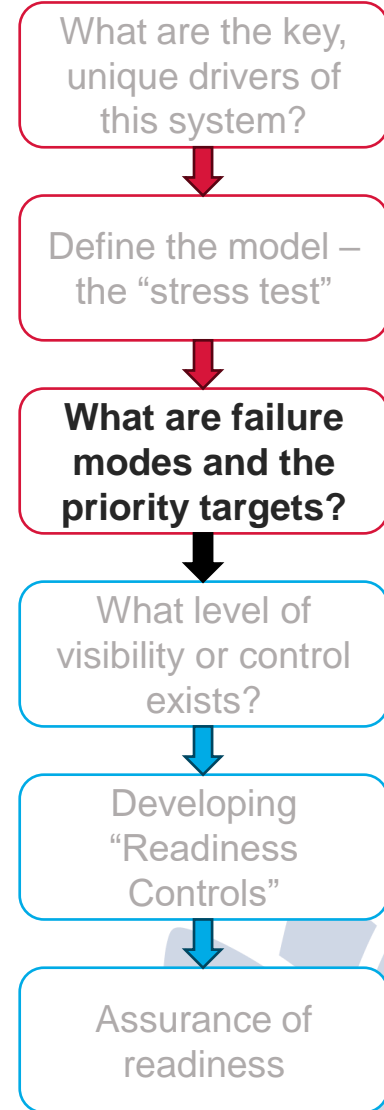 What are the key,
unique drivers of
this system?
Define the model –
the “stress test”
What are failure
modes and the
priority targets?
What level of
visibility or control
exists?
Developing
“Readiness
Controls”
Assurance of
readiness